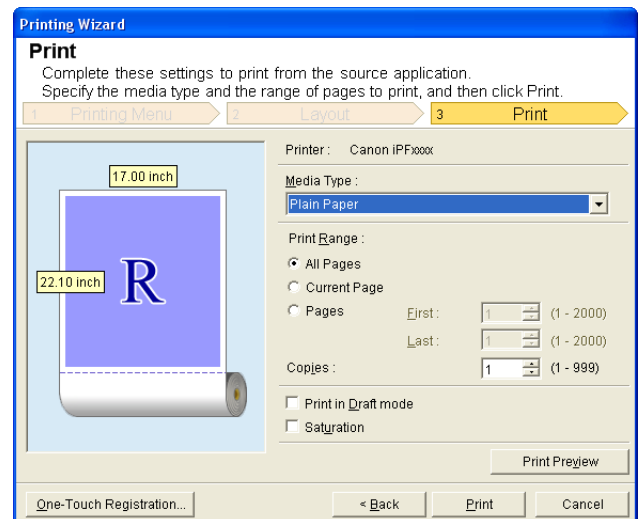 Printing Wizard
Print
Complete these settings to print from the source application.
Specify the media type and the range of pages to print, and then click Print.
1 Printing Menu 2 Layout 3 Print
Printer : Canon iPFxxxx
17.00 inch
Media Type :
Plain Paper
Print Range :
All Pages
22.10 inch
R
Current Page
Pages First : 1 (1 - 2000)
Last : 1 (1 - 2000)
Copies : 1 (1 - 999)
Print in Draft mode
Saturation
Print Preview
One-Touch Registration... < Back Print Cancel